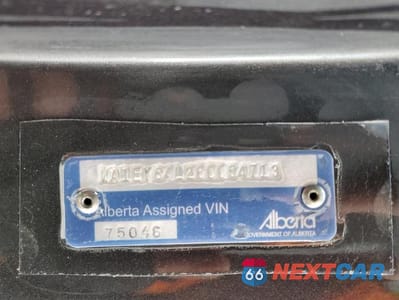 Alberta Assigned VIN
75046
Alberta
GOVERNMENT OF ALBERTA
66 NEXTCAR